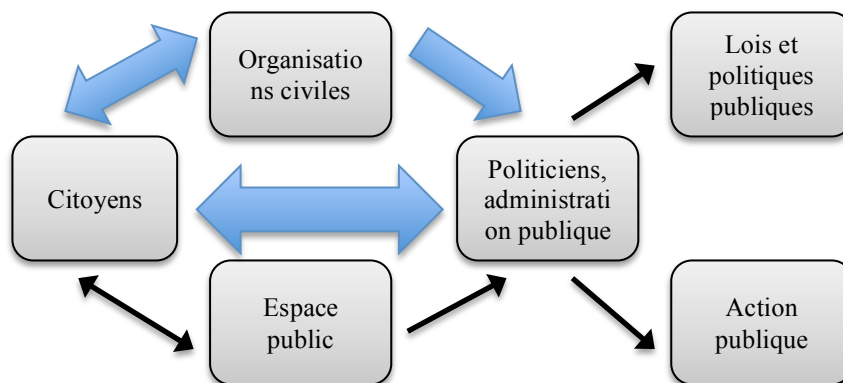 Organisatio
ns civiles
Lois et
politiques
publiques
Citoyens
Politiciens,
administrati
on publique
Espace
public
Action
publique